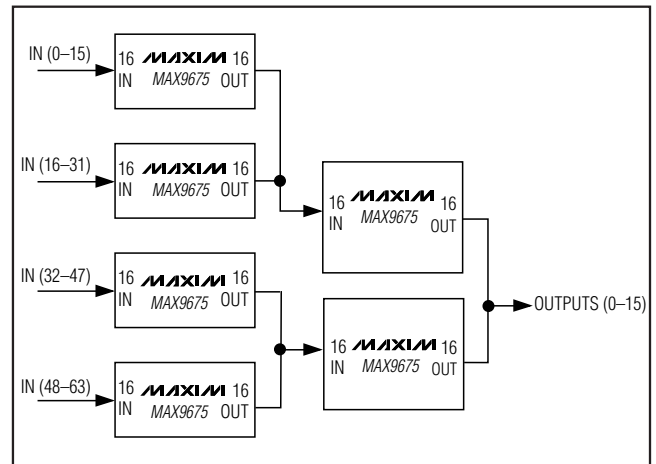 IN (0–15)
16 MAXIM 16
IN MAX9675 OUT
IN (16–31)
16 MAXIM 16
IN MAX9675 OUT
16 MAXIM 16
IN MAX9675 OUT
IN (32–47)
16 MAXIM 16
IN MAX9675 OUT
OUTPUTS (0–15)
16 MAXIM 16
IN MAX9675 OUT
IN (48–63)
16 MAXIM 16
IN MAX9675 OUT